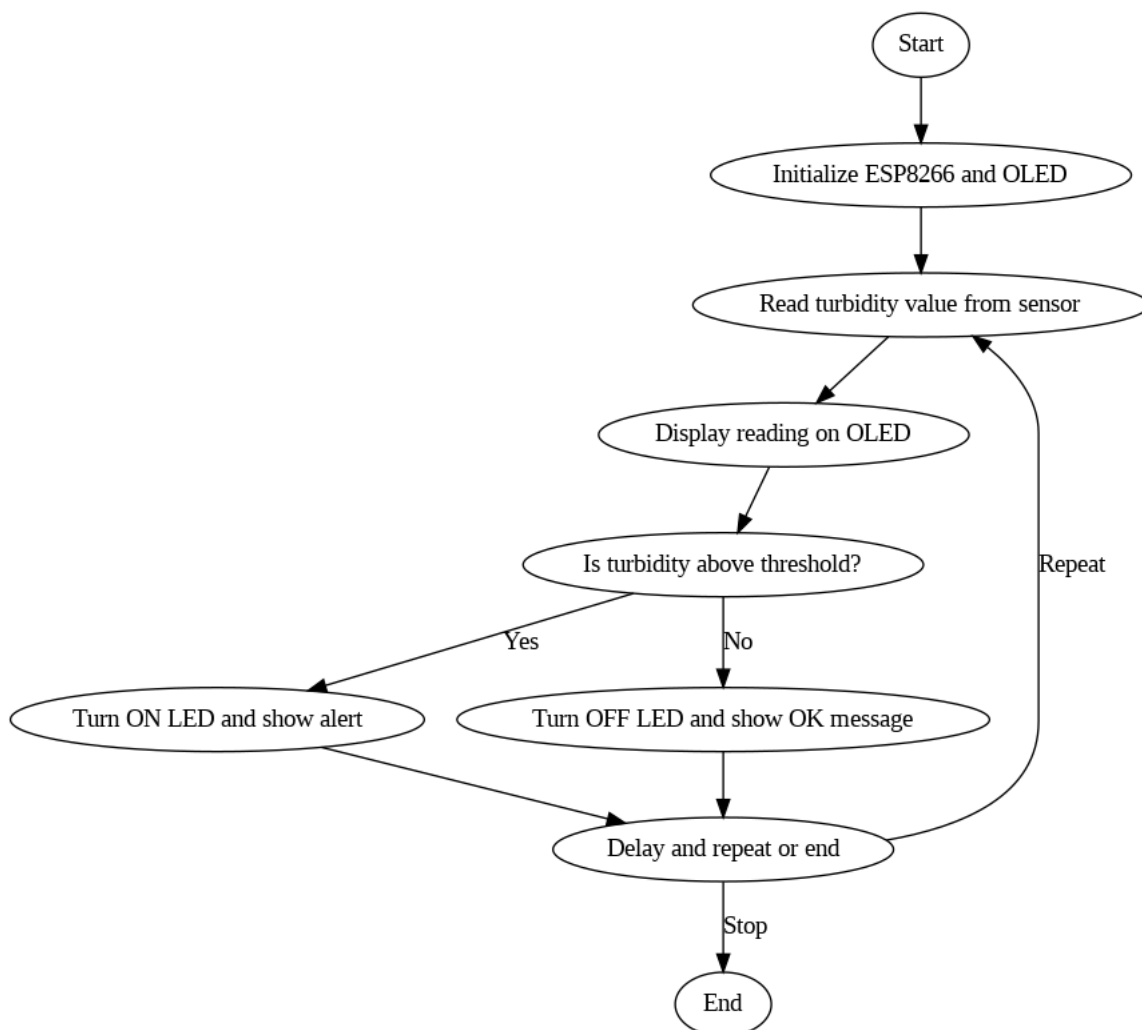 Start
Initialize ESP8266 and OLED
Read turbidity value from sensor
Display reading on OLED
Is turbidity above threshold?
Repeat
Yes
No
Turn ON LED and show alert
Turn OFF LED and show OK message
Delay and repeat or end
Stop
End